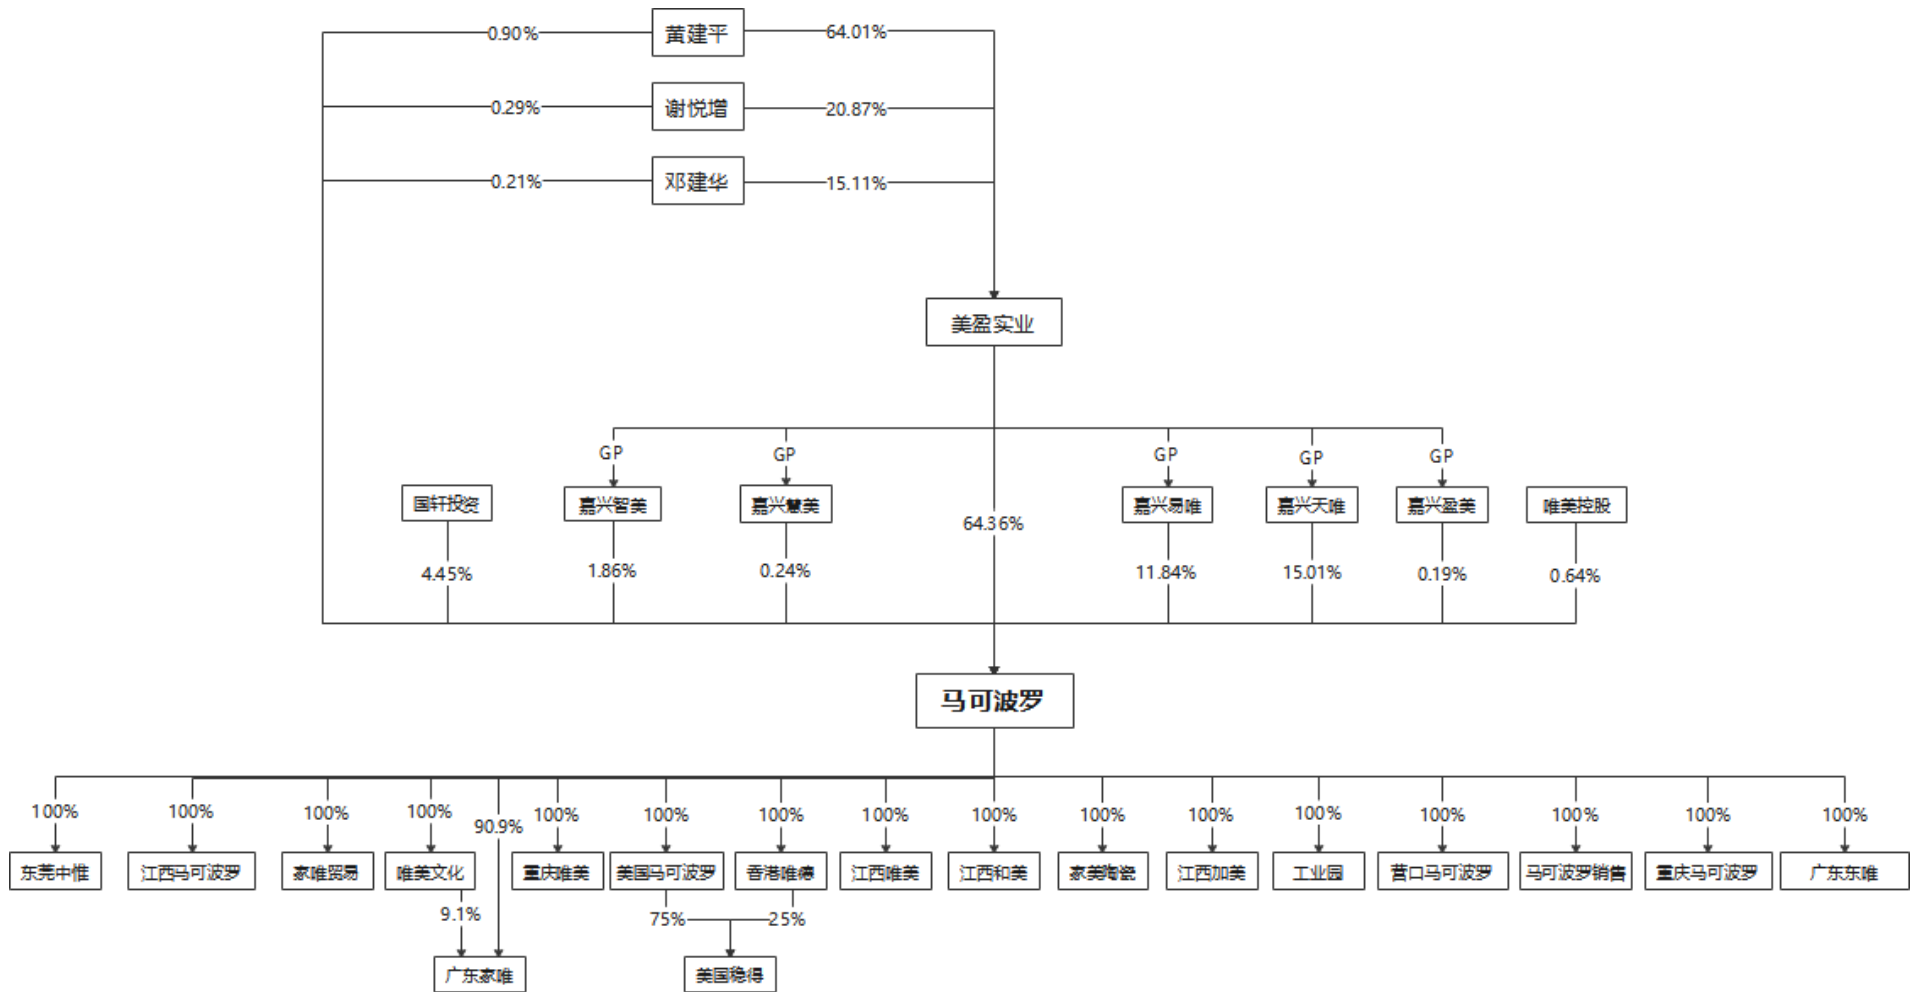 0.90%
黄建平
64.01%
0.29%
谢悦增
20.87%
0.21%
邓建华
15.11%
美盈实业
GP
GP
GP
GP
GP
国轩投资
嘉兴智美
嘉兴慧美
嘉兴易唯
嘉兴天唯
嘉兴盈美
唯美控股
64.36%
4.45%
1.86%
0.24%
11.84%
15.01%
0.19%
0.64%
马可波罗
100%
100%
100%
100%
90.9%
100%
100%
100%
100%
100%
100%
100%
100%
100%
100%
100%
100%
东莞中惟
江西马可波罗
家唯贸易
唯美文化
重庆唯美
美国马可波罗
香港唯臻
江西唯美
江西和美
家美陶瓷
江西加美
工业园
营口马可波罗
马可波罗销售
重庆马可波罗
广东东唯
9.1%
75%
25%
广东家唯
美国稳得